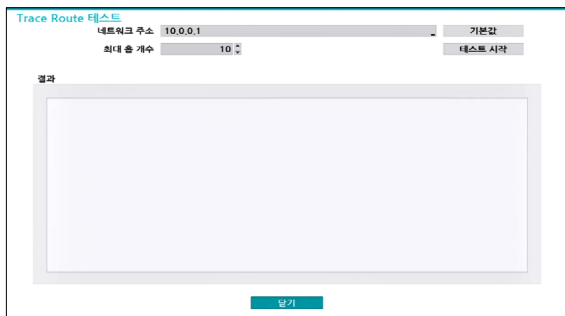 Trace Route 테스트
네트워크 주소 10.0.0.1 기본값
최대 홉 개수 10 테스트 시작
결과
닫기